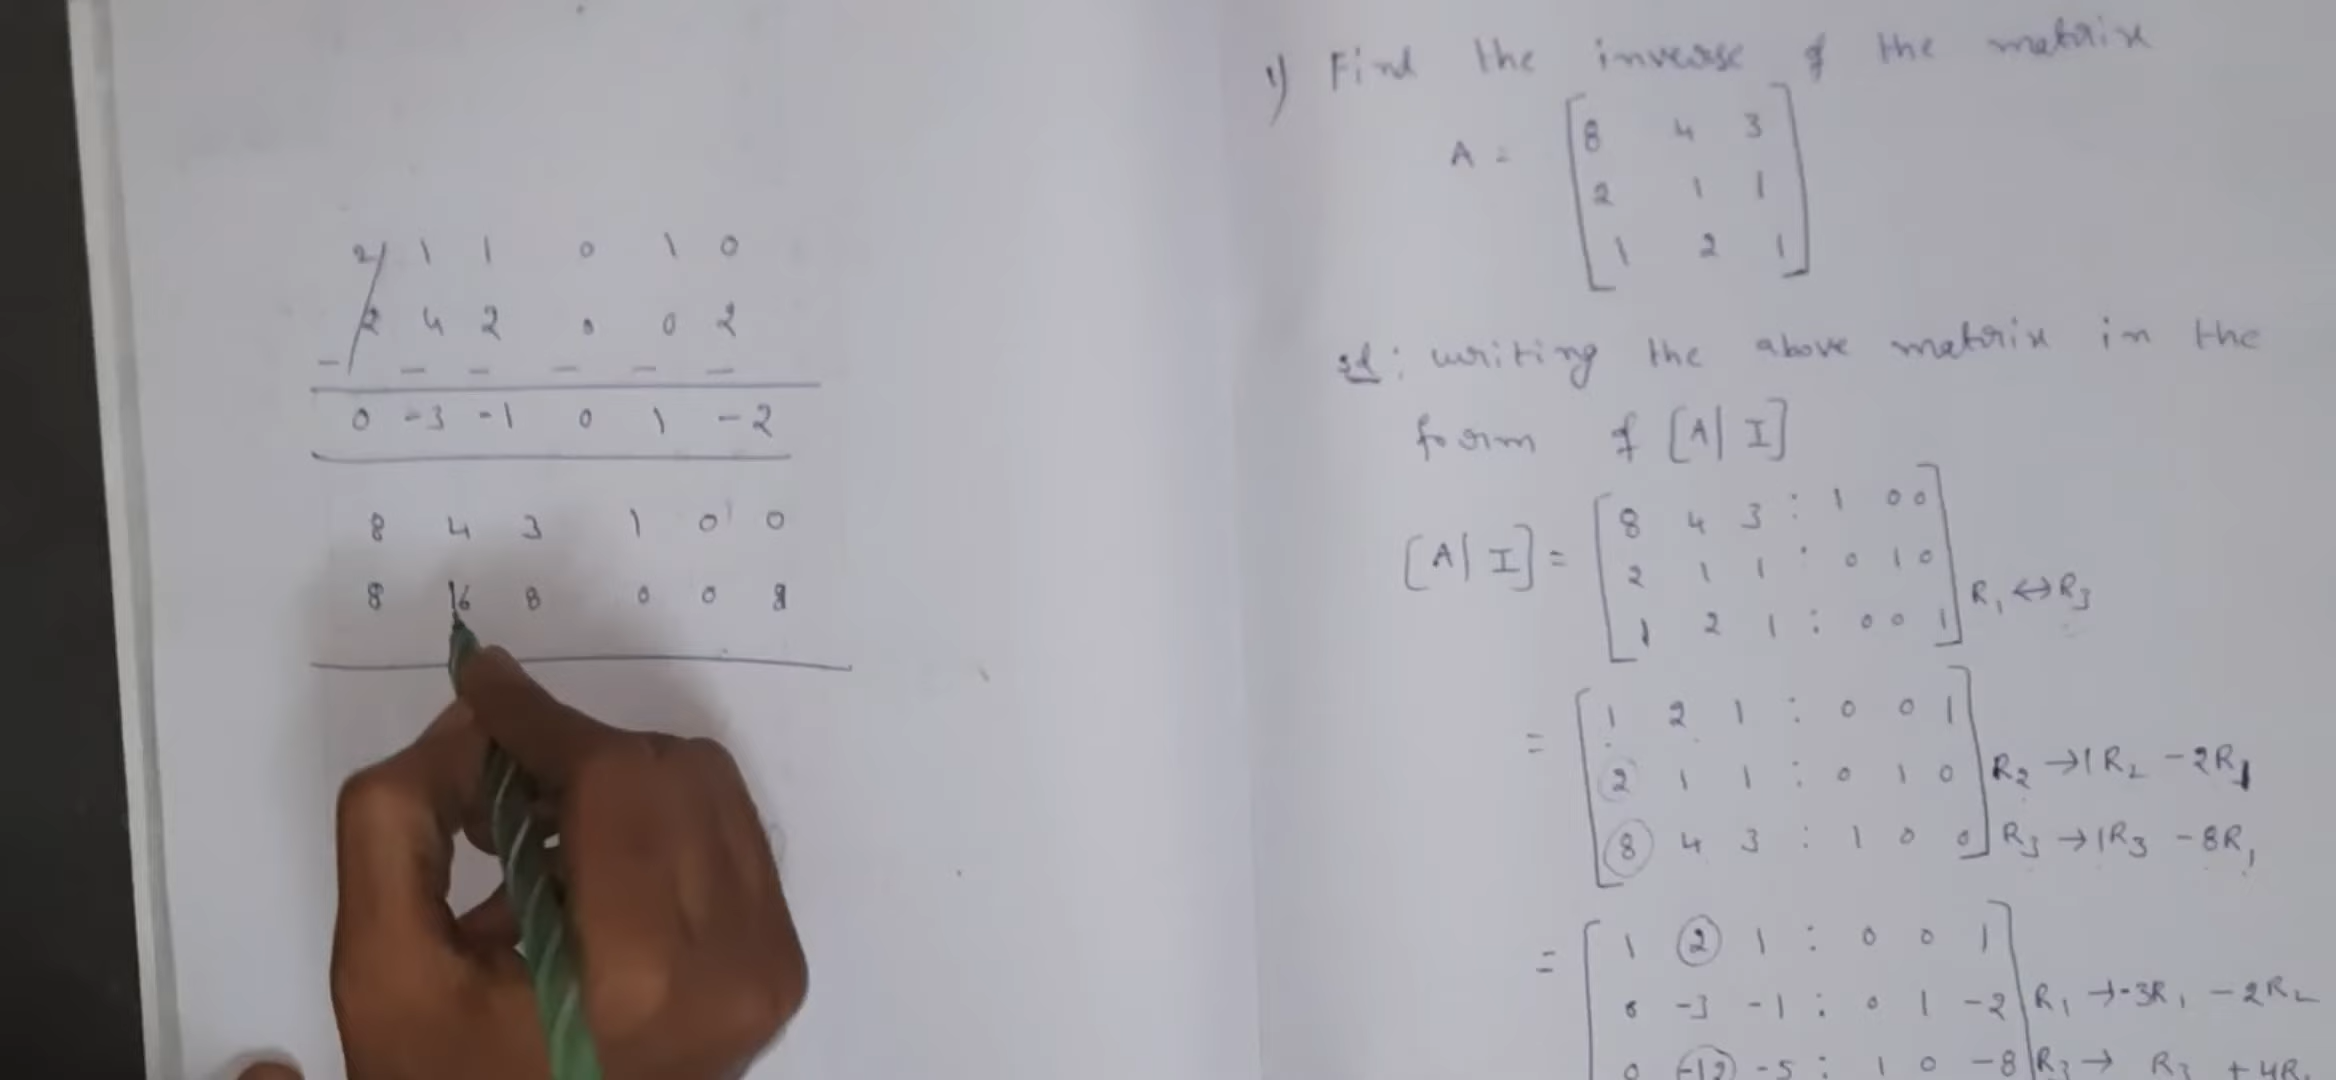 2 1 1 0 1 0
2 4 2 0 0 2
- - - - - -
0 -3 -1 0 1 -2
8 4 3 1 0 0
8 16 8 0 0 8
1) Find the inverse of the matrix
A = [8 4 3
2 1 1
1 2 1]
sol: writing the above matrix in the
form of [A| I]
[A| I] = [8 4 3 : 1 0 0
2 1 1 : 0 1 0
1 2 1 : 0 0 1] R₁ ↔ R₃
= [1 2 1 : 0 0 1
2 1 1 : 0 1 0 R₂ → 1R₂ - 2R₁
8 4 3 : 1 0 0] R₃ → 1R₃ - 8R₁
= [1 2 1 : 0 0 1
0 -3 -1 : 0 1 -2 R₁ → -3R₁ - 2R₂
0 -12 -5 : 1 0 -8 R₃ → R₃ + 4R